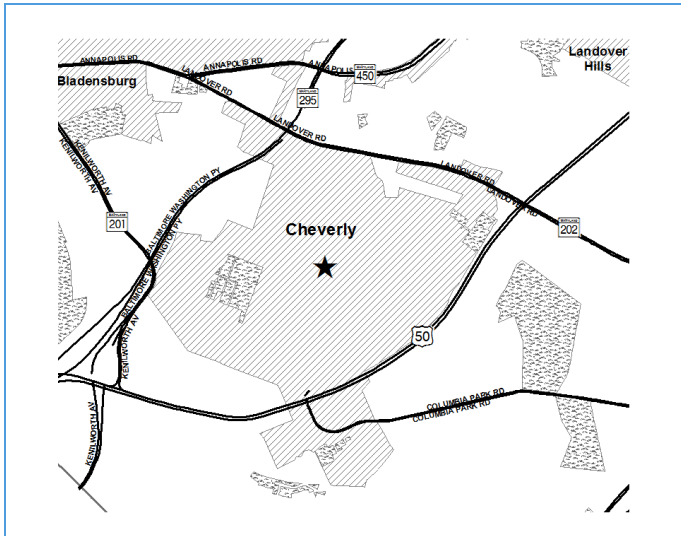 ANNAPOLIS RD
ANNAPOLIS RD
ANNAPOLIS
450
Landover
Hills
Bladensburg
LANDOVER RD
295
LANDOVER RD
KENILWORTH AV
KENILWORTH AV
LANDOVER RD
LANDOVER RD
BALTIMORE WASHINGTON PY
BALTIMORE WASHINGTON PY
201
202
Cheverly
KENILWORTH AV
50
COLUMBIA PARK RD
COLUMBIA PARK RD
KENILWORTH AV